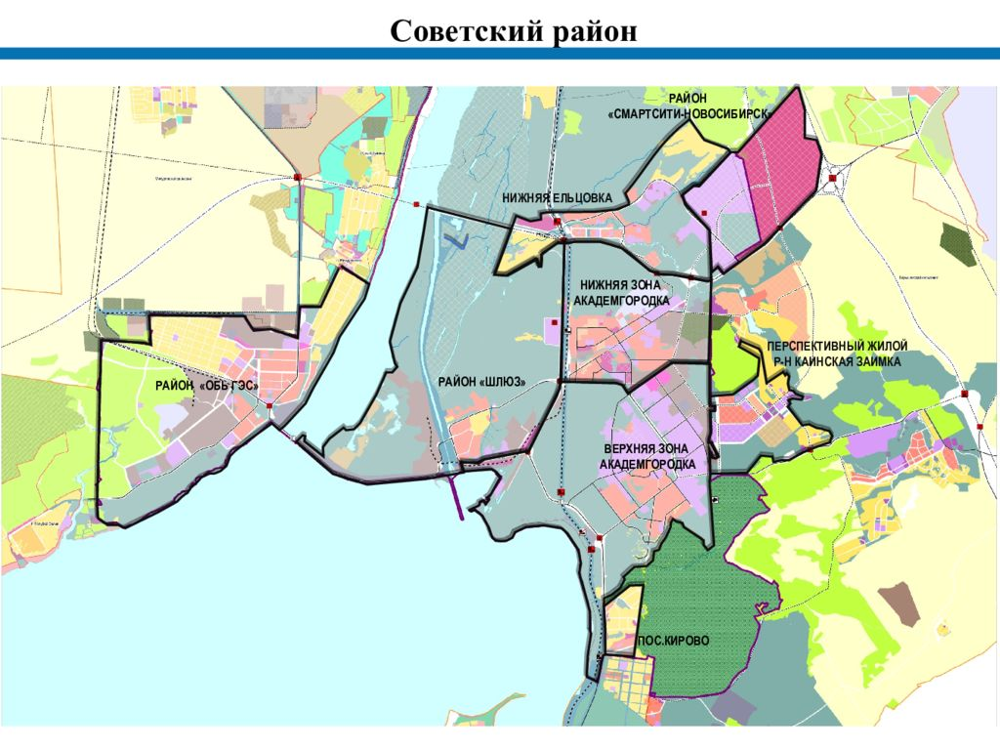 Советский район
РАЙОН
«СМАРТСИТИ-НОВОСИБИРСК»
НИЖНЯЯ ЕЛЬЦОВКА
НИЖНЯЯ ЗОНА
АКАДЕМГОРОДКА
ПЕРСПЕКТИВНЫЙ ЖИЛОЙ
Р-Н КАИНСКАЯ ЗАИМКА
РАЙОН «ОБЬ ГЭС»
РАЙОН «ШЛЮЗ»
ВЕРХНЯЯ ЗОНА
АКАДЕМГОРОДКА
ПОС.КИРОВО